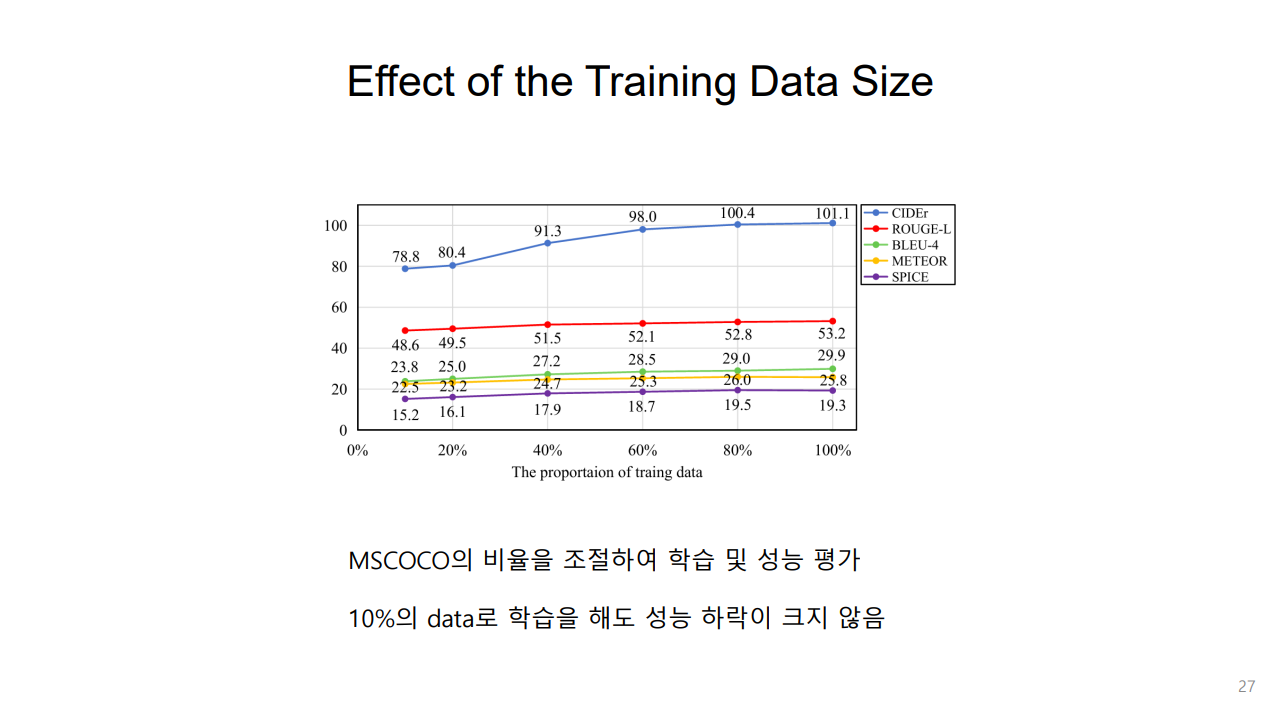 Effect of the Training Data Size
100
80
60
40
20
0
78.8 80.4 91.3 98.0 100.4 101.1
48.6 49.5 51.5 52.1 52.8 53.2
23.8 25.0 27.2 28.5 29.0 29.9
22.5 23.2 24.7 25.3 26.0 25.8
15.2 16.1 17.9 18.7 19.5 19.3
0% 20% 40% 60% 80% 100%
The proportaion of traing data
CIDEr
ROUGE-L
BLEU-4
METEOR
SPICE
MSCOCO의 비율을 조절하여 학습 및 성능 평가
10%의 data로 학습을 해도 성능 하락이 크지 않음
27